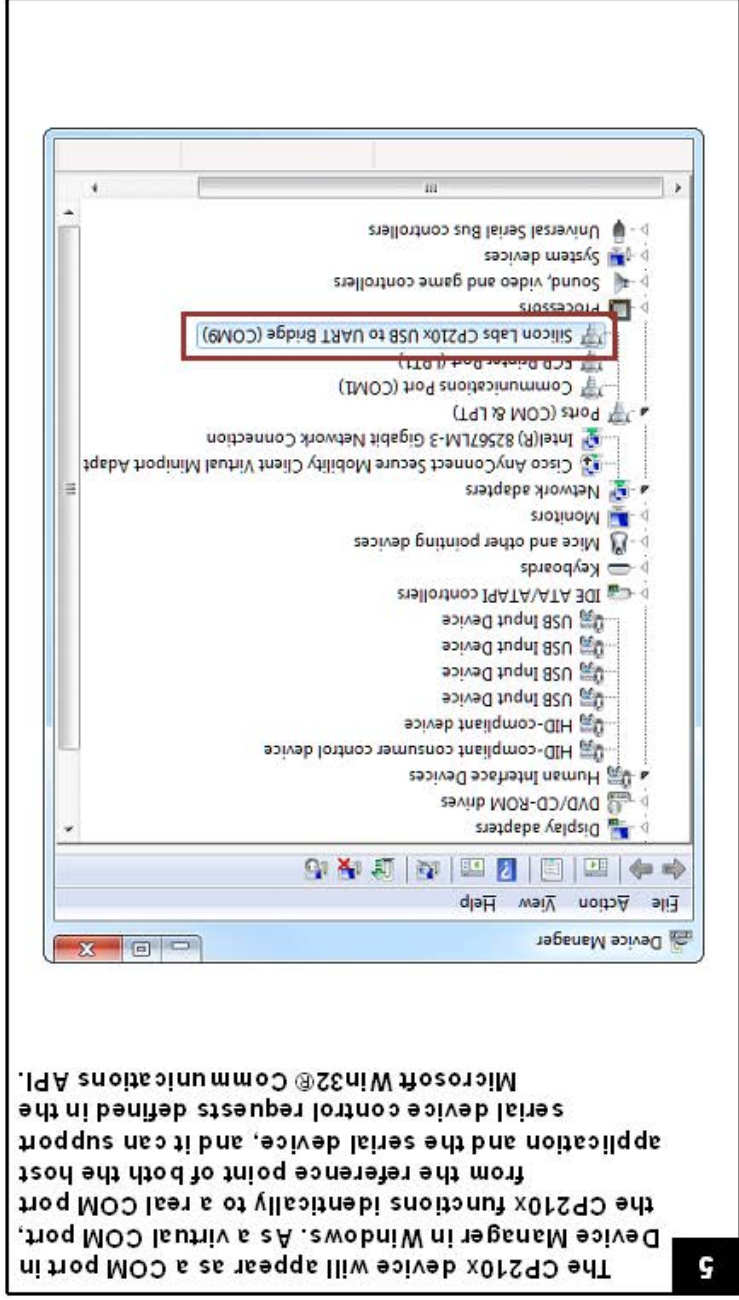 5
The CP210x device will appear as a COM port in
Device Manager in Windows. As a virtual COM port,
the CP210x functions identically to a real COM port
from the reference point of both the host
application and the serial device, and it can support
serial device control requests defined in the
Microsoft Win32® Communications API.
Device Manager
File Action View Help
Display adapters
DVD/CD-ROM drives
Human Interface Devices
HID-compliant consumer control device
HID-compliant device
USB Input Device
USB Input Device
USB Input Device
USB Input Device
IDE ATA/ATAPI controllers
Keyboards
Mice and other pointing devices
Monitors
Network adapters
Cisco AnyConnect Secure Mobility Client Virtual Miniport Adapt
Intel(R) 82567LM-3 Gigabit Network Connection
Ports (COM & LPT)
Communications Port (COM1)
ECP Printer Port (LPT1)
Silicon Labs CP210x USB to UART Bridge (COM9)
Processors
Sound, video and game controllers
System devices
Universal Serial Bus controllers